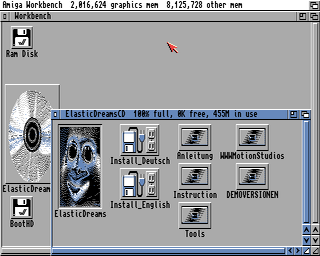 Amiga Workbench 2,016,624 graphics mem 8,125,728 other mem
Workbench
Ram Disk
ElasticDream
BootHD
ElasticDreamsCD 100% full, 0K free, 455M in use
ElasticDreams
Install_Deutsch
Install_English
Anleitung
WWWMotionStudios
Instruction
DEMOVERSIONEN
Tools